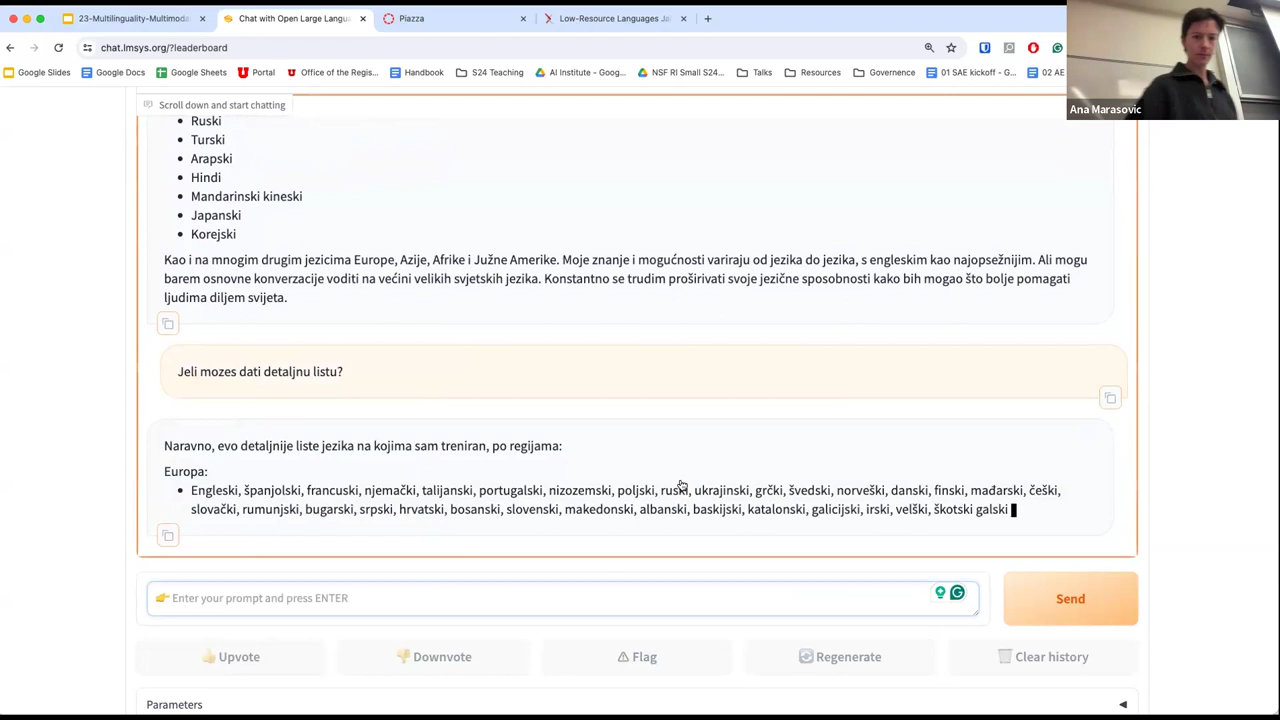 23-Multilinguality-Multimoda
Chat with Open Large Langu
Piazza
Low-Resource Languages Ja
chat.lmsys.org/?leaderboard
Google Slides
Google Docs
Google Sheets
Portal
Office of the Regis...
Handbook
S24 Teaching
AI Institute - Goog...
NSF RI Small S24...
Talks
Resources
Governence
01 SAE kickoff - G...
02 AE
Ana Marasovic
Scroll down and start chatting
Ruski
Turski
Arapski
Hindi
Mandarinski kineski
Japanski
Korejski
Kao i na mnogim drugim jezicima Europe, Azije, Afrike i Južne Amerike. Moje znanje i mogućnosti variraju od jezika do jezika, s engleskim kao najopsežnijim. Ali mogu
barem osnovne konverzacije voditi na većini velikih svjetskih jezika. Konstantno se trudim proširivati svoje jezične sposobnosti kako bih mogao što bolje pomagati
ljudima diljem svijeta.
Jeli mozes dati detaljnu listu?
Naravno, evo detaljnije liste jezika na kojima sam treniran, po regijama:
Europa:
Engleski, španjolski, francuski, njemački, talijanski, portugalski, nizozemski, poljski, ruski, ukrajinski, grčki, švedski, norveški, danski, finski, mađarski, češki,
slovački, rumunjski, bugarski, srpski, hrvatski, bosanski, slovenski, makedonski, albanski, baskijski, katalonski, galicijski, irski, velški, škotski galski
👉 Enter your prompt and press ENTER
Send
👍 Upvote
👎 Downvote
⚠ Flag
🔄 Regenerate
🗑 Clear history
Parameters